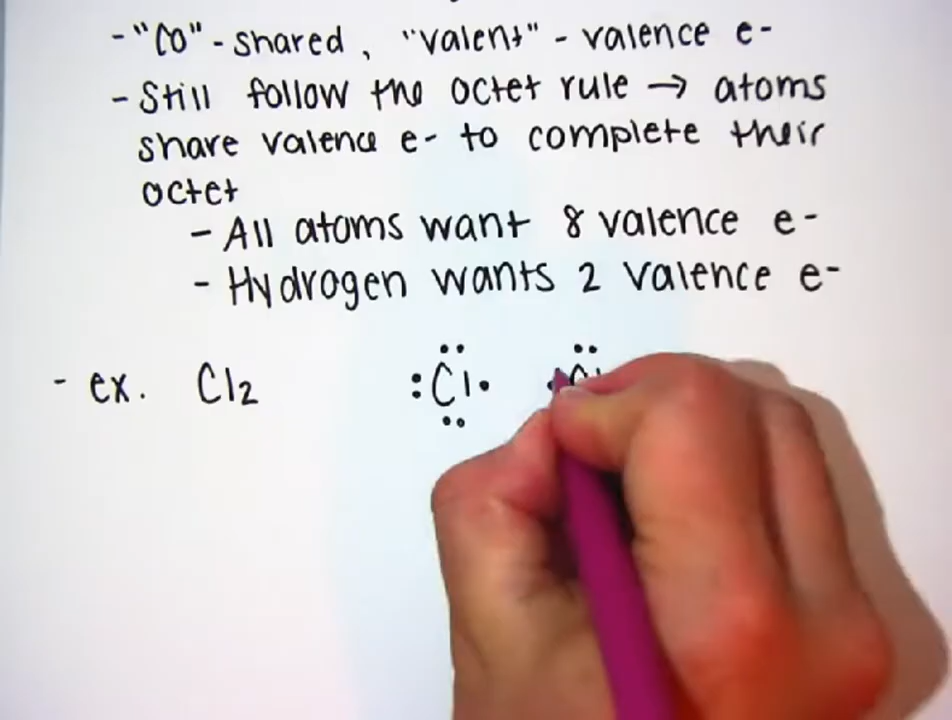 - "Co" - shared, "valent" - valence e-
- Still follow the octet rule → atoms
share valence e- to complete their
octet
- All atoms want 8 valence e-
- Hydrogen wants 2 valence e-
- ex. Cl2 :Cl· ·Cl